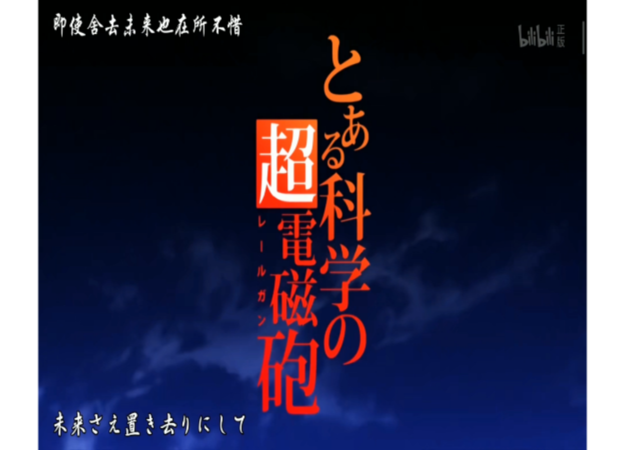 即使舍去未来也在所不惜
bilibili 正版
とある科学の
超電磁砲
レールガン
未来さえ置き去りにして